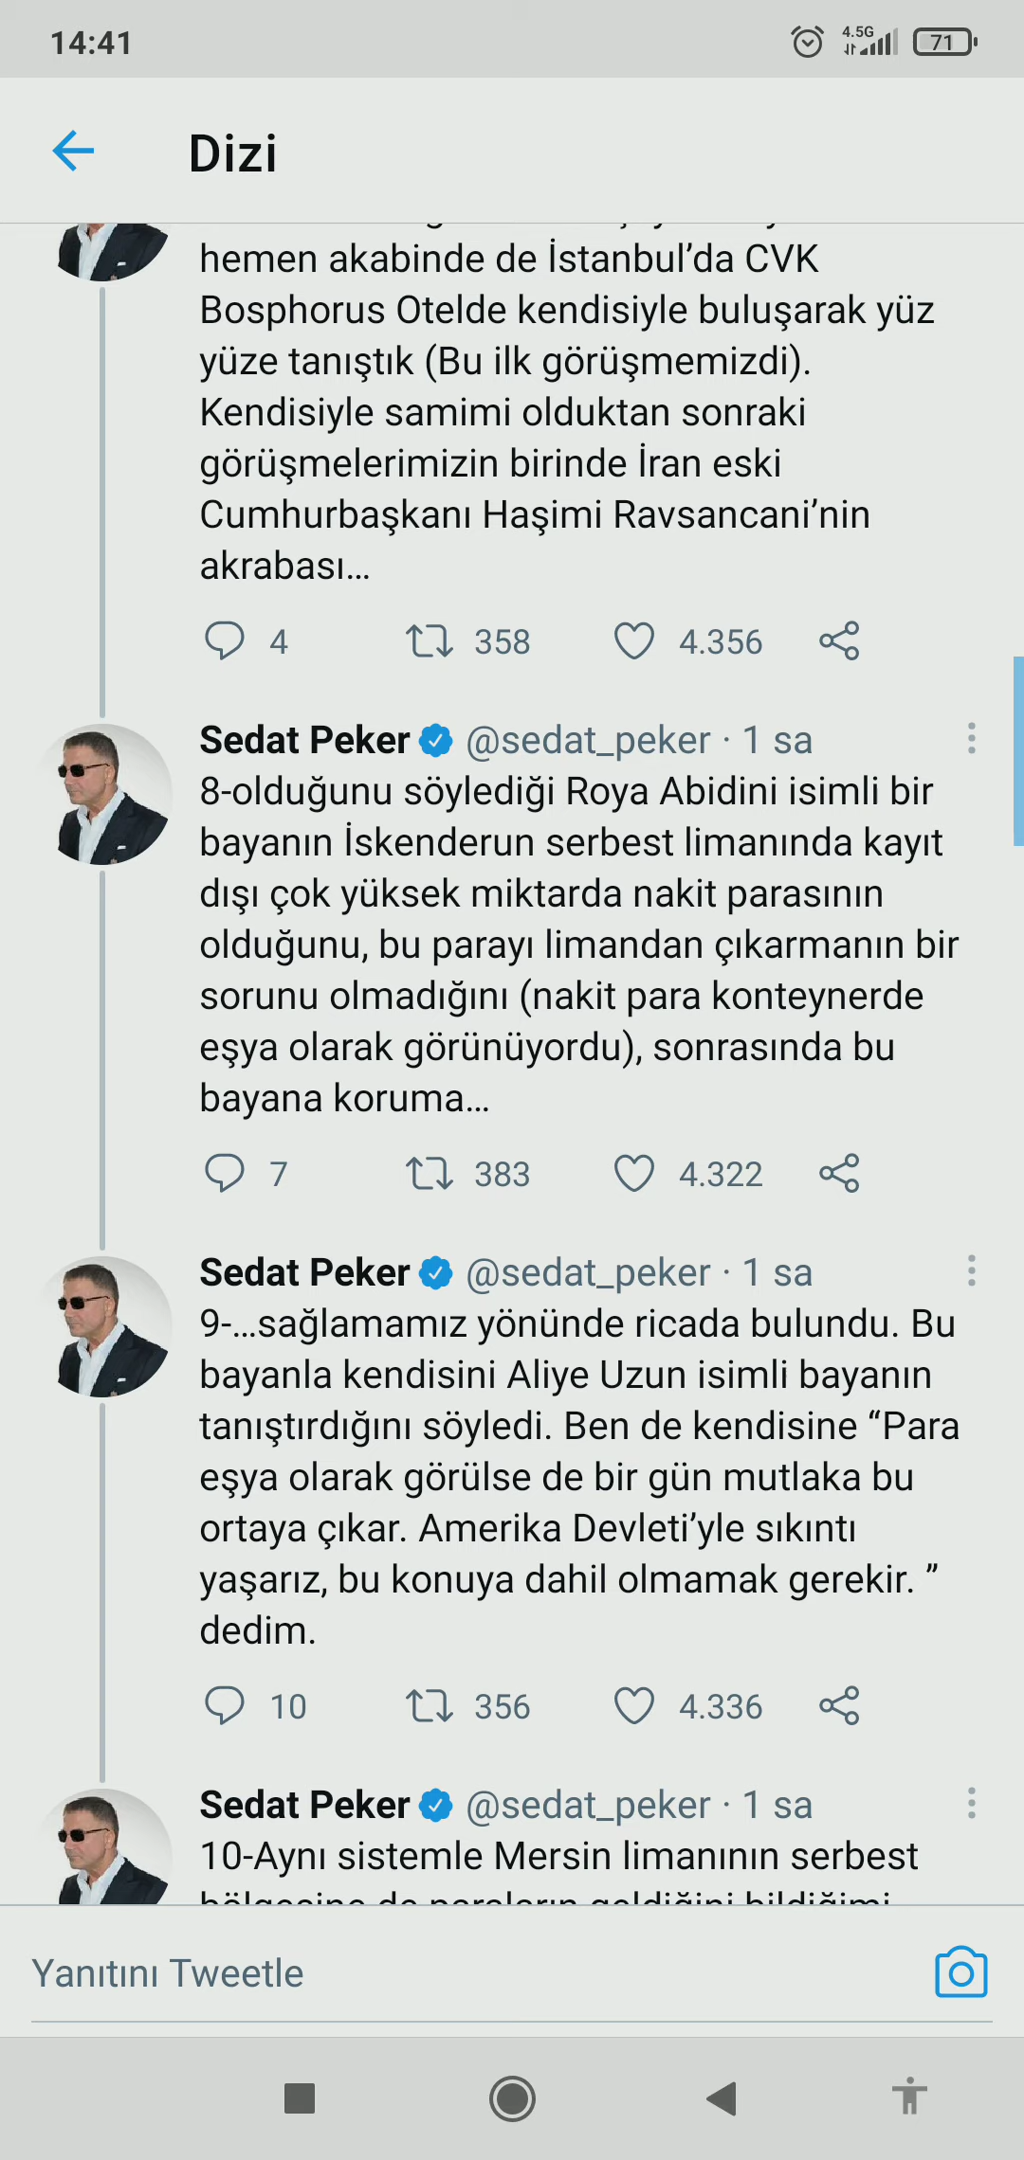 14:41
4.5G
71
Dizi
hemen akabinde de İstanbul’da CVK
Bosphorus Otelde kendisiyle buluşarak yüz
yüze tanıştık (Bu ilk görüşmemizdi).
Kendisiyle samimi olduktan sonraki
görüşmelerimizin birinde İran eski
Cumhurbaşkanı Haşimi Ravsancani’nin
akrabası...
4 358 4.356
Sedat Peker @sedat_peker · 1 sa
8-olduğunu söylediği Roya Abidini isimli bir
bayanın İskenderun serbest limanında kayıt
dışı çok yüksek miktarda nakit parasının
olduğunu, bu parayı limandan çıkarmanın bir
sorunu olmadığını (nakit para konteynerde
eşya olarak görünüyordu), sonrasında bu
bayana koruma...
7 383 4.322
Sedat Peker @sedat_peker · 1 sa
9-...sağlamamız yönünde ricada bulundu. Bu
bayanla kendisini Aliye Uzun isimli bayanın
tanıştırdığını söyledi. Ben de kendisine “Para
eşya olarak görülse de bir gün mutlaka bu
ortaya çıkar. Amerika Devleti’yle sıkıntı
yaşarız, bu konuya dahil olmamak gerekir. ”
dedim.
10 356 4.336
Sedat Peker @sedat_peker · 1 sa
10-Aynı sistemle Mersin limanının serbest
bölgesine de paraların geldiğini bildiğimi
Yanıtını Tweetle